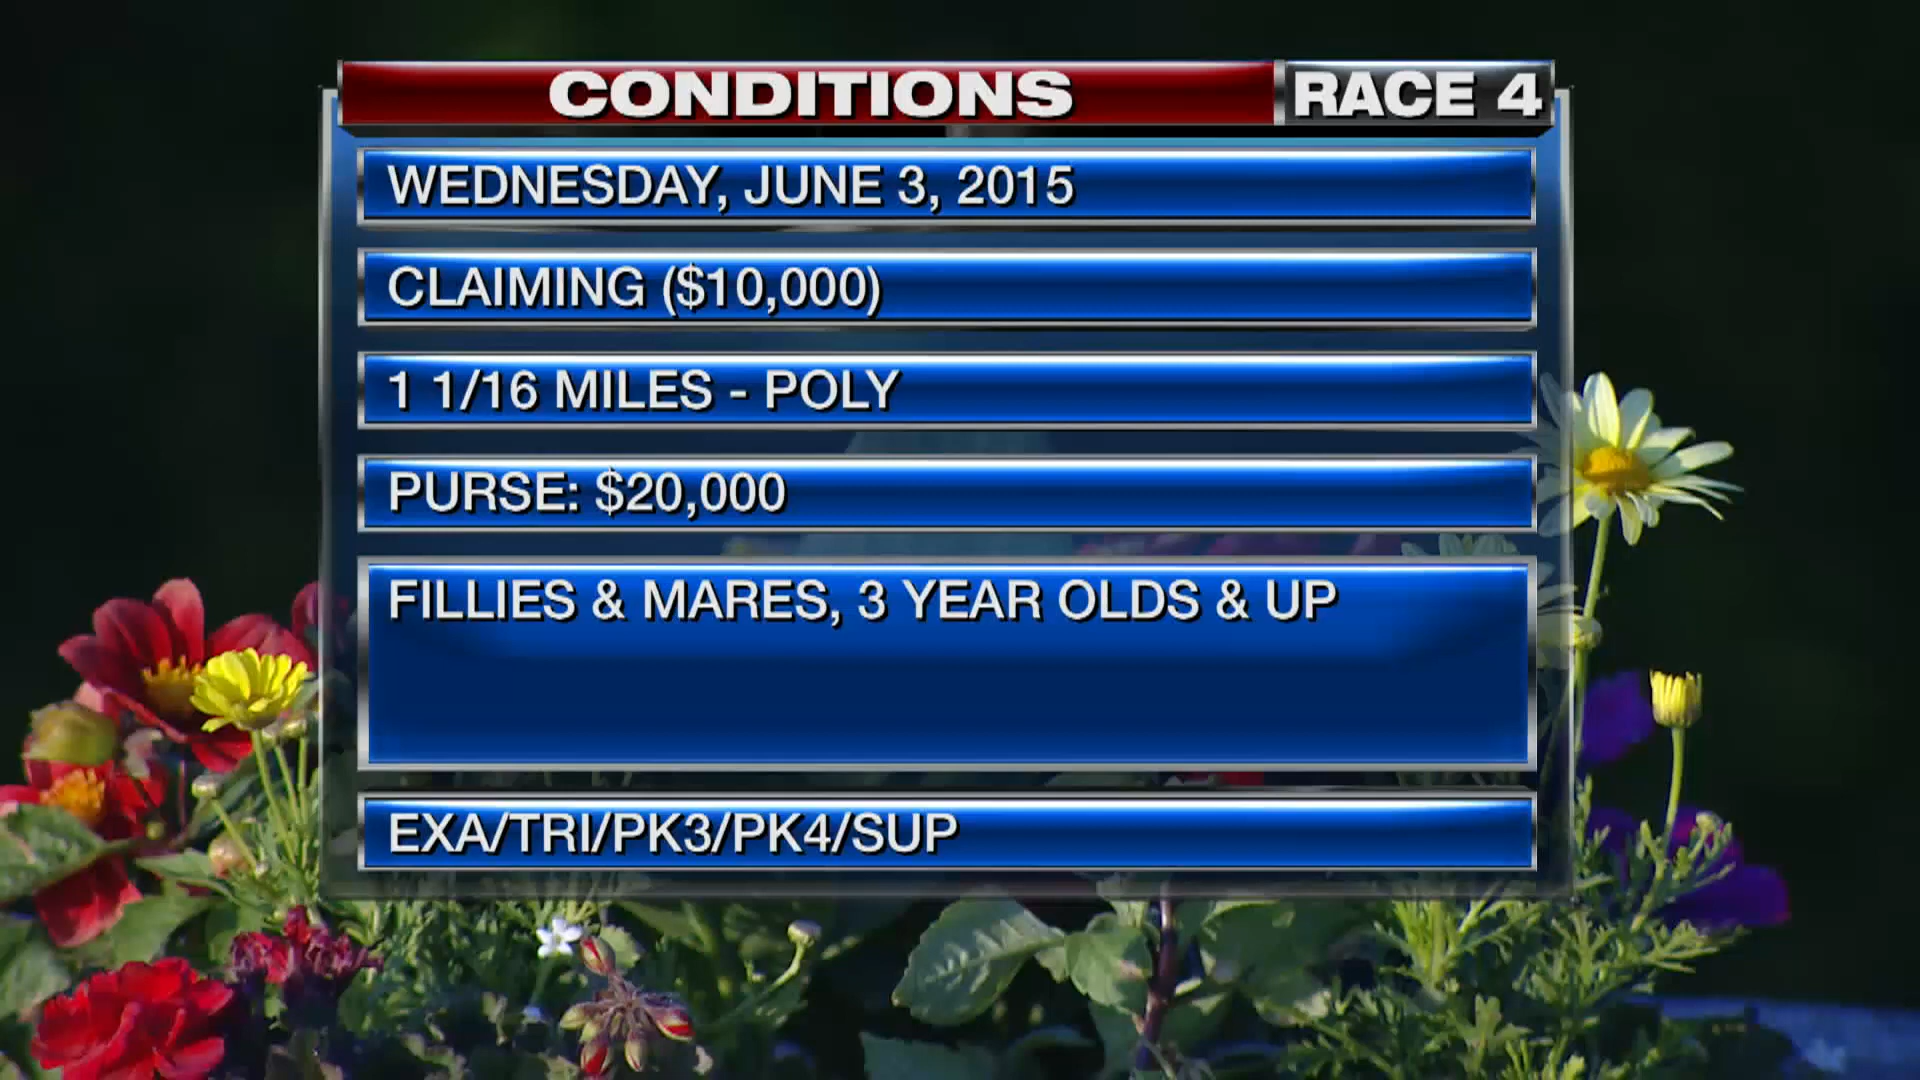 CONDITIONS RACE 4
WEDNESDAY, JUNE 3, 2015
CLAIMING ($10,000)
1 1/16 MILES - POLY
PURSE: $20,000
FILLIES & MARES, 3 YEAR OLDS & UP
EXA/TRI/PK3/PK4/SUP